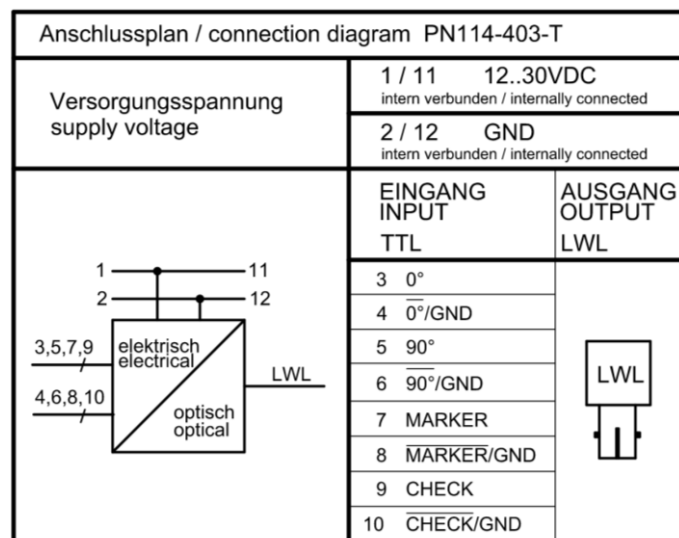 Anschlussplan / connection diagram PN114-403-T
Versorgungsspannung
supply voltage
1 / 11 12..30VDC
intern verbunden / internally connected
2 / 12 GND
intern verbunden / internally connected
EINGANG
INPUT
TTL
AUSGANG
OUTPUT
LWL
1
11
2
12
3,5,7,9
elektrisch
electrical
4,6,8,10
LWL
optisch
optical
3 0°
4 0̅°̅/GND
5 90°
6 9̅0̅°̅/GND
7 MARKER
8 M̅A̅R̅K̅E̅R̅/GND
9 CHECK
10 C̅H̅E̅C̅K̅/GND
LWL